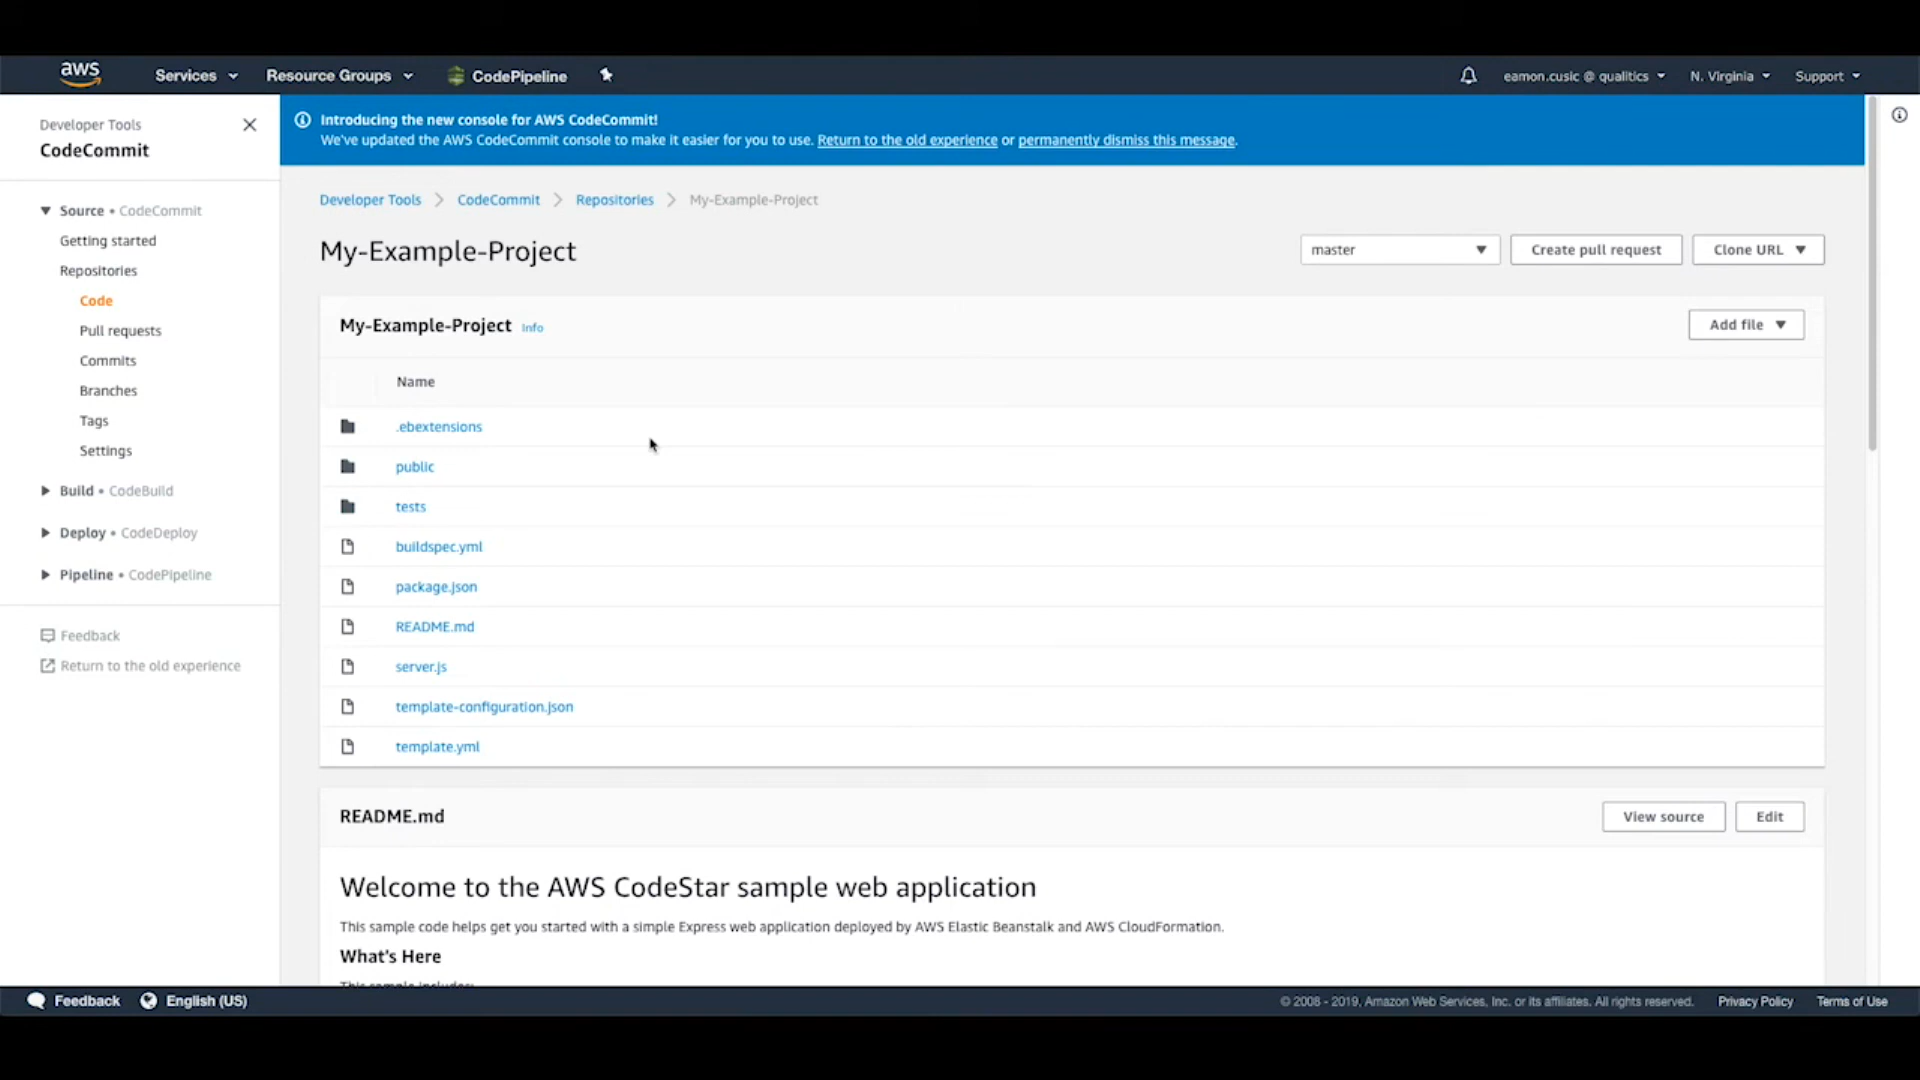 aws Services Resource Groups CodePipeline eamon.cusic @ qualitics N. Virginia Support
Developer Tools
CodeCommit
Source • CodeCommit
Getting started
Repositories
Code
Pull requests
Commits
Branches
Tags
Settings
Build • CodeBuild
Deploy • CodeDeploy
Pipeline • CodePipeline
Feedback
Return to the old experience
Introducing the new console for AWS CodeCommit!
We've updated the AWS CodeCommit console to make it easier for you to use. Return to the old experience or permanently dismiss this message.
Developer Tools CodeCommit Repositories My-Example-Project
My-Example-Project master Create pull request Clone URL
My-Example-Project Info Add file
Name
.ebextensions
public
tests
buildspec.yml
package.json
README.md
server.js
template-configuration.json
template.yml
README.md View source Edit
Welcome to the AWS CodeStar sample web application
This sample code helps get you started with a simple Express web application deployed by AWS Elastic Beanstalk and AWS CloudFormation.
What's Here
This sample includes:
Feedback English (US) © 2008 - 2019, Amazon Web Services, Inc. or its affiliates. All rights reserved. Privacy Policy Terms of Use